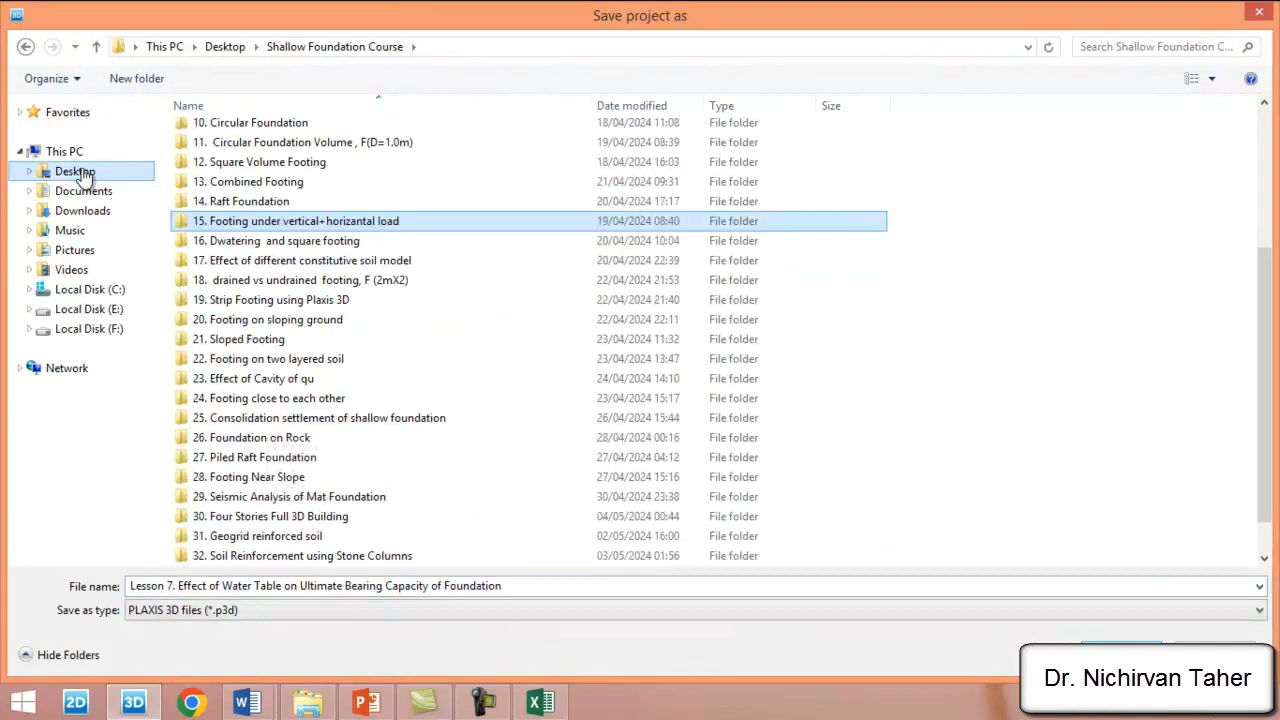 3D
Save project as
This PC
Desktop
Shallow Foundation Course
Search Shallow Foundation C...
Organize
New folder
Favorites
This PC
Desktop
Documents
Downloads
Music
Pictures
Videos
Local Disk (C:)
Local Disk (E:)
Local Disk (F:)
Network
Name Date modified Type Size
10. Circular Foundation 18/04/2024 11:08 File folder
11. Circular Foundation Volume , F(D=1.0m) 19/04/2024 08:39 File folder
12. Square Volume Footing 18/04/2024 16:03 File folder
13. Combined Footing 21/04/2024 09:31 File folder
14. Raft Foundation 20/04/2024 17:17 File folder
15. Footing under vertical+horizantal load 19/04/2024 08:40 File folder
16. Dwatering and square footing 20/04/2024 10:04 File folder
17. Effect of different constitutive soil model 20/04/2024 22:39 File folder
18. drained vs undrained footing, F (2mX2) 22/04/2024 21:53 File folder
19. Strip Footing using Plaxis 3D 22/04/2024 21:40 File folder
20. Footing on sloping ground 22/04/2024 22:11 File folder
21. Sloped Footing 23/04/2024 11:32 File folder
22. Footing on two layered soil 23/04/2024 13:47 File folder
23. Effect of Cavity of qu 24/04/2024 14:10 File folder
24. Footing close to each other 23/04/2024 15:17 File folder
25. Consolidation settlement of shallow foundation 26/04/2024 15:44 File folder
26. Foundation on Rock 28/04/2024 00:16 File folder
27. Piled Raft Foundation 27/04/2024 04:12 File folder
28. Footing Near Slope 27/04/2024 15:16 File folder
29. Seismic Analysis of Mat Foundation 30/04/2024 23:38 File folder
30. Four Stories Full 3D Building 04/05/2024 00:44 File folder
31. Geogrid reinforced soil 02/05/2024 16:00 File folder
32. Soil Reinforcement using Stone Columns 03/05/2024 01:56 File folder
File name: Lesson 7. Effect of Water Table on Ultimate Bearing Capacity of Foundation
Save as type: PLAXIS 3D files (*.p3d)
Hide Folders
Dr. Nichirvan Taher
2D
3D